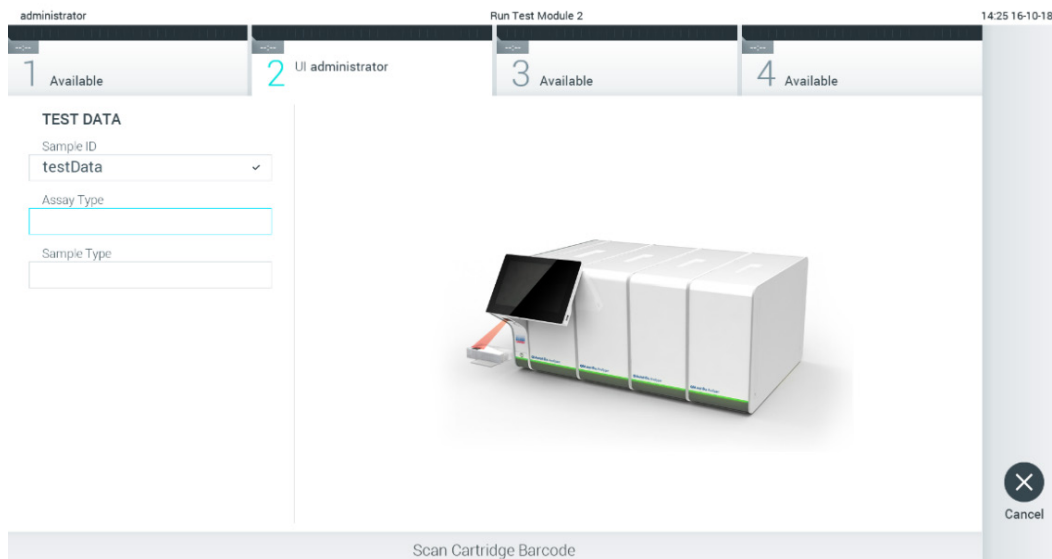 administrator Run Test Module 2 14:25 16-10-18
--:-- --:-- --:-- --:--
1 Available 2 UI administrator 3 Available 4 Available
TEST DATA
Sample ID
testData
Assay Type
Sample Type
Cancel
Scan Cartridge Barcode